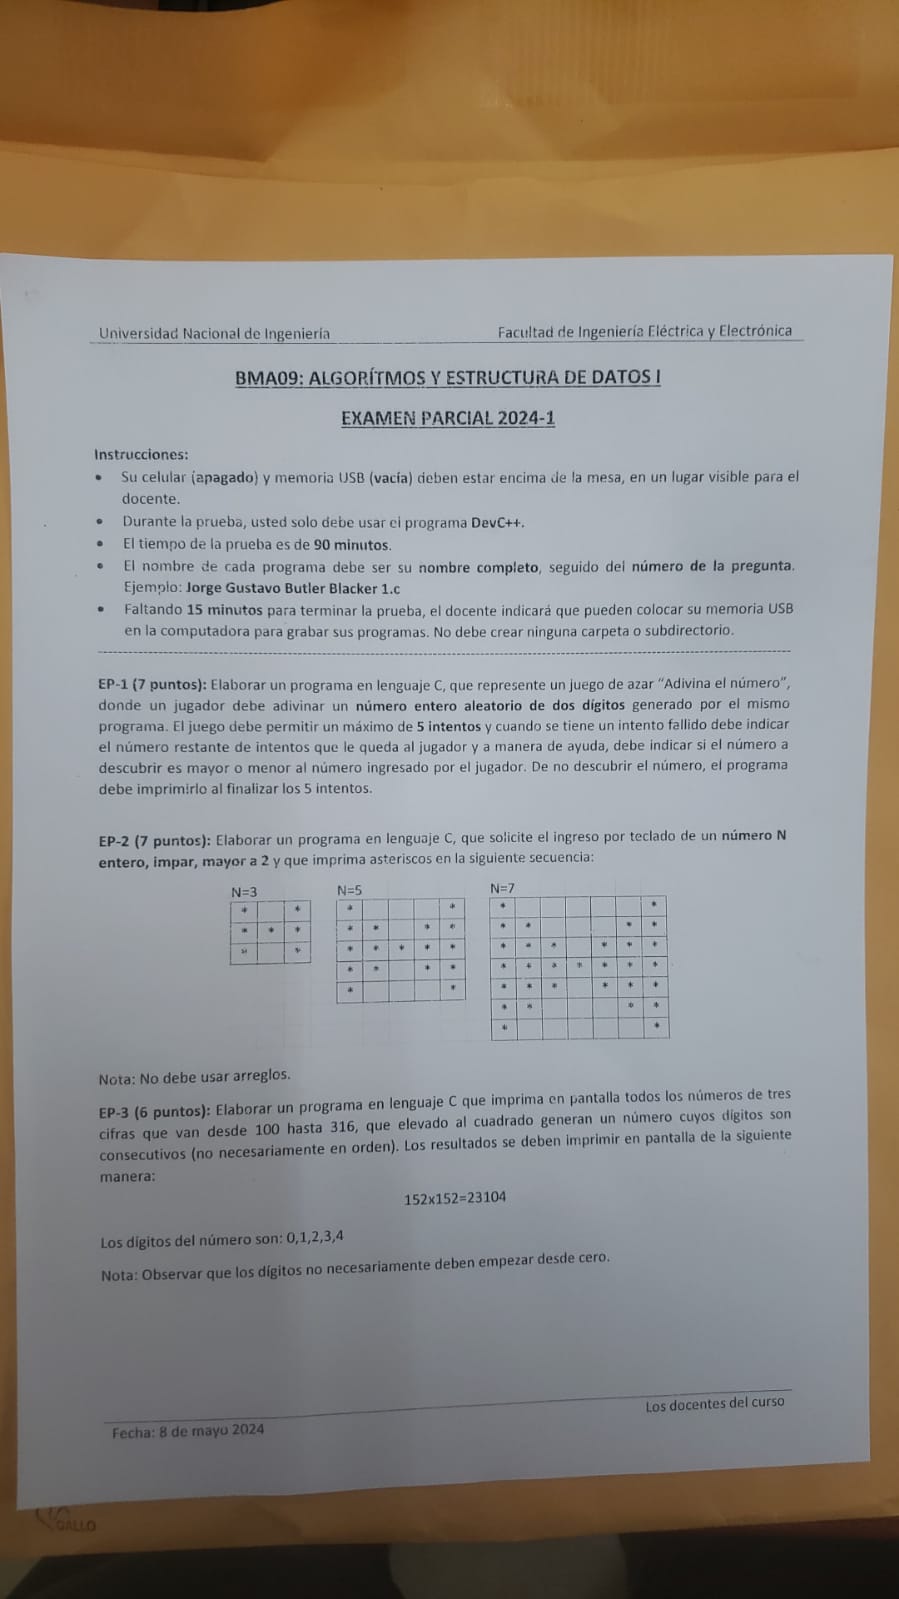 Universidad Nacional de Ingeniería Facultad de Ingeniería Eléctrica y Electrónica
BMA09: ALGORÍTMOS Y ESTRUCTURA DE DATOS I
EXAMEN PARCIAL 2024-1
Instrucciones:
• Su celular (apagado) y memoria USB (vacía) deben estar encima de la mesa, en un lugar visible para el
docente.
• Durante la prueba, usted solo debe usar el programa DevC++.
• El tiempo de la prueba es de 90 minutos.
• El nombre de cada programa debe ser su nombre completo, seguido del número de la pregunta.
Ejemplo: Jorge Gustavo Butler Blacker 1.c
• Faltando 15 minutos para terminar la prueba, el docente indicará que pueden colocar su memoria USB
en la computadora para grabar sus programas. No debe crear ninguna carpeta o subdirectorio.
EP-1 (7 puntos): Elaborar un programa en lenguaje C, que represente un juego de azar “Adivina el número”,
donde un jugador debe adivinar un número entero aleatorio de dos dígitos generado por el mismo
programa. El juego debe permitir un máximo de 5 intentos y cuando se tiene un intento fallido debe indicar
el número restante de intentos que le queda al jugador y a manera de ayuda, debe indicar si el número a
descubrir es mayor o menor al número ingresado por el jugador. De no descubrir el número, el programa
debe imprimirlo al finalizar los 5 intentos.
EP-2 (7 puntos): Elaborar un programa en lenguaje C, que solicite el ingreso por teclado de un número N
entero, impar, mayor a 2 y que imprima asteriscos en la siguiente secuencia:
N=3 N=5 N=7
* * * * * *
* * * * * * * * * * *
* * * * * * * * * * * * *
* * * * * * * * * * *
* * * * * * * *
* * * *
* *
Nota: No debe usar arreglos.
EP-3 (6 puntos): Elaborar un programa en lenguaje C que imprima en pantalla todos los números de tres
cifras que van desde 100 hasta 316, que elevado al cuadrado generan un número cuyos dígitos son
consecutivos (no necesariamente en orden). Los resultados se deben imprimir en pantalla de la siguiente
manera:
152x152=23104
Los dígitos del número son: 0,1,2,3,4
Nota: Observar que los dígitos no necesariamente deben empezar desde cero.
Los docentes del curso
Fecha: 8 de mayo 2024
GALLO